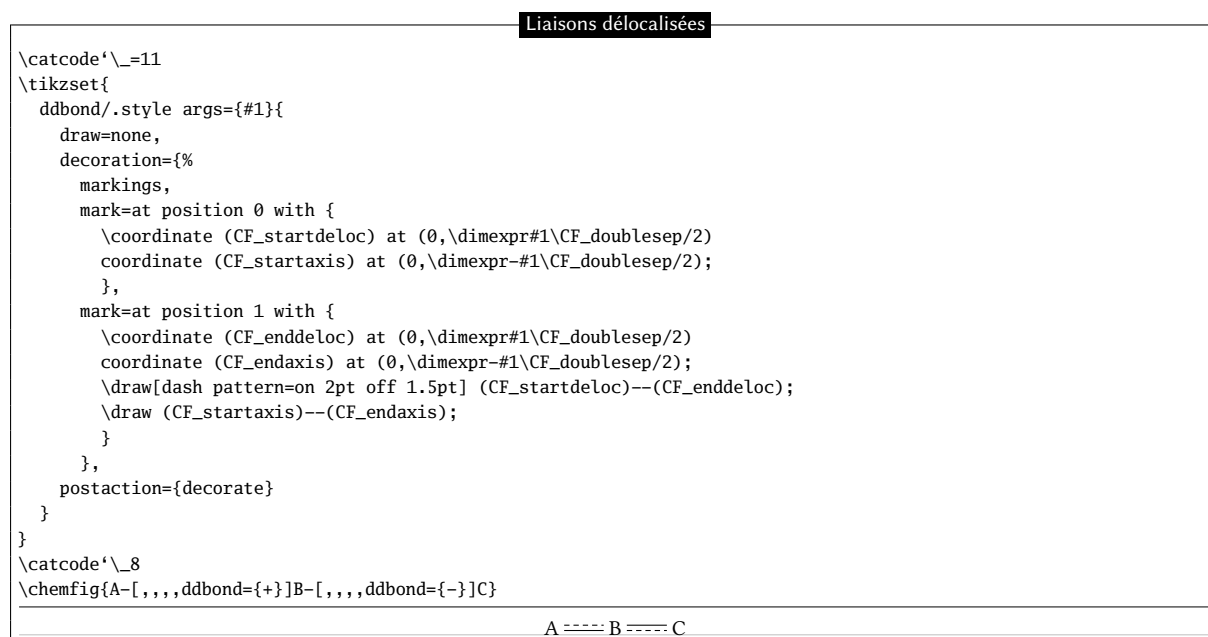 Liaisons délocalisées
\catcode‘\_=11
\tikzset{
  ddbond/.style args={#1}{
    draw=none,
    decoration={%
      markings,
      mark=at position 0 with {
        \coordinate (CF_startdeloc) at (0,\dimexpr#1\CF_doublesep/2)
        coordinate (CF_startaxis) at (0,\dimexpr-#1\CF_doublesep/2);
        },
      mark=at position 1 with {
        \coordinate (CF_enddeloc) at (0,\dimexpr#1\CF_doublesep/2)
        coordinate (CF_endaxis) at (0,\dimexpr-#1\CF_doublesep/2);
        \draw[dash pattern=on 2pt off 1.5pt] (CF_startdeloc)--(CF_enddeloc);
        \draw (CF_startaxis)--(CF_endaxis);
        }
      },
    postaction={decorate}
  }
}
\catcode‘\_8
\chemfig{A-[,,,,ddbond={+}]B-[,,,,ddbond={-}]C}
A B C